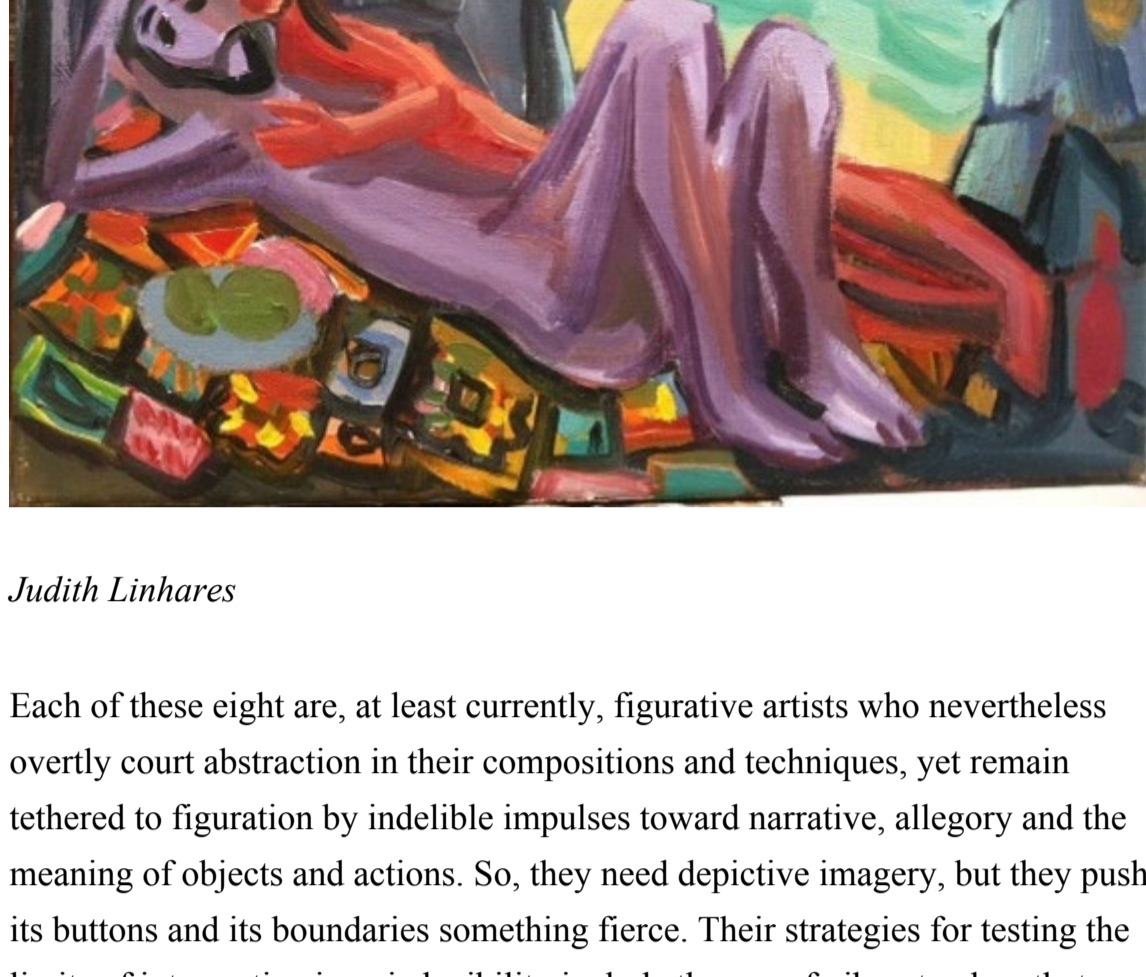 Judith Linhares
Each of these eight are, at least currently, figurative artists who nevertheless
overtly court abstraction in their compositions and techniques, yet remain
tethered to figuration by indelible impulses toward narrative, allegory and the
meaning of objects and actions. So, they need depictive imagery, but they push
its buttons and its boundaries something fierce. Their strategies for testing the